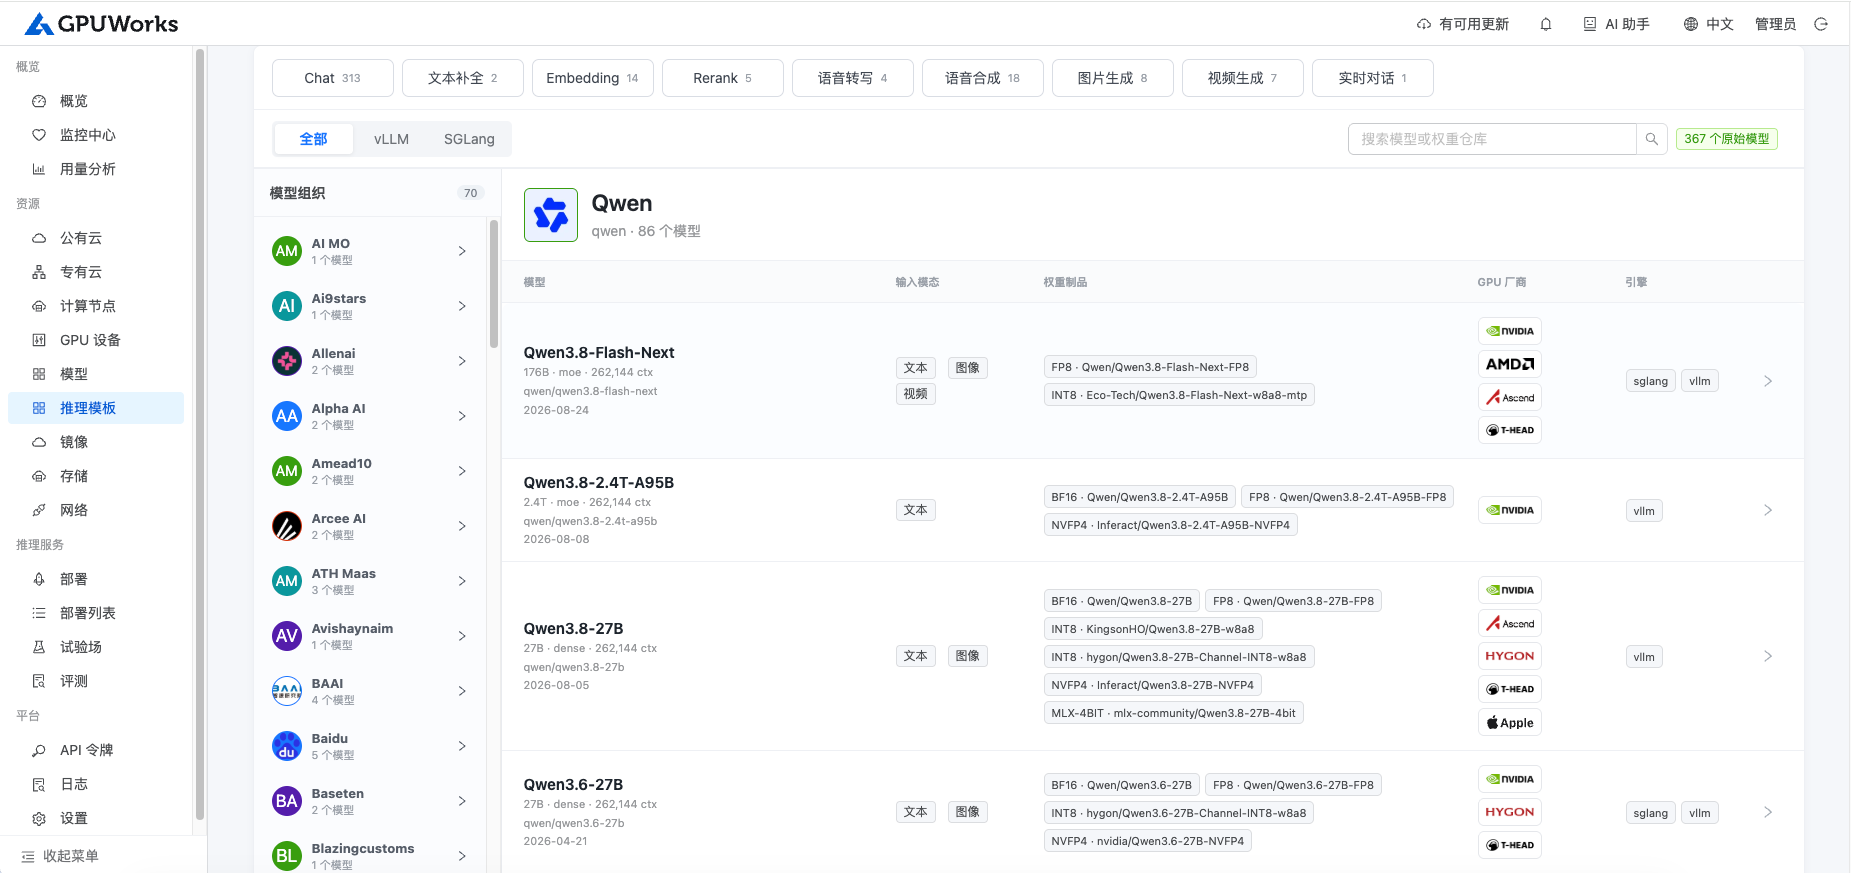 GPUWorks
有可用更新
AI 助手
中文
管理员
概览
概览
监控中心
用量分析
资源
公有云
专有云
计算节点
GPU 设备
模型
推理模板
镜像
存储
网络
推理服务
部署
部署列表
试验场
评测
平台
API 令牌
日志
设置
收起菜单
Chat 313
文本补全 2
Embedding 14
Rerank 5
语音转写 4
语音合成 18
图片生成 8
视频生成 7
实时对话 1
全部
vLLM
SGLang
搜索模型或权重仓库
367 个原始模型
模型组织 70
AM
AI MO
1 个模型
AI
Ai9stars
1 个模型
Allenai
2 个模型
AA
Alpha AI
2 个模型
AM
Amead10
2 个模型
Arcee AI
2 个模型
AM
ATH Maas
3 个模型
AV
Avishaynaim
1 个模型
BAAI
4 个模型
du
Baidu
5 个模型
BA
Baseten
2 个模型
BL
Blazingcustoms
1 个模型
Qwen
qwen · 86 个模型
模型
输入模态
权重制品
GPU 厂商
引擎
Qwen3.8-Flash-Next
176B · moe · 262,144 ctx
qwen/qwen3.8-flash-next
2026-08-24
文本 图像
视频
FP8 · Qwen/Qwen3.8-Flash-Next-FP8
INT8 · Eco-Tech/Qwen3.8-Flash-Next-w8a8-mtp
NVIDIA
AMD
Ascend
T-HEAD
sglang vllm
Qwen3.8-2.4T-A95B
2.4T · moe · 262,144 ctx
qwen/qwen3.8-2.4t-a95b
2026-08-08
文本
BF16 · Qwen/Qwen3.8-2.4T-A95B FP8 · Qwen/Qwen3.8-2.4T-A95B-FP8
NVFP4 · Inferact/Qwen3.8-2.4T-A95B-NVFP4
NVIDIA
vllm
Qwen3.8-27B
27B · dense · 262,144 ctx
qwen/qwen3.8-27b
2026-08-05
文本 图像
BF16 · Qwen/Qwen3.8-27B FP8 · Qwen/Qwen3.8-27B-FP8
INT8 · KingsonHO/Qwen3.8-27B-w8a8
INT8 · hygon/Qwen3.8-27B-Channel-INT8-w8a8
NVFP4 · Inferact/Qwen3.8-27B-NVFP4
MLX-4BIT · mlx-community/Qwen3.8-27B-4bit
NVIDIA
Ascend
HYGON
T-HEAD
Apple
vllm
Qwen3.6-27B
27B · dense · 262,144 ctx
qwen/qwen3.6-27b
2026-04-21
文本 图像
BF16 · Qwen/Qwen3.6-27B FP8 · Qwen/Qwen3.6-27B-FP8
INT8 · hygon/Qwen3.6-27B-Channel-INT8-w8a8
NVFP4 · nvidia/Qwen3.6-27B-NVFP4
NVIDIA
HYGON
T-HEAD
sglang vllm